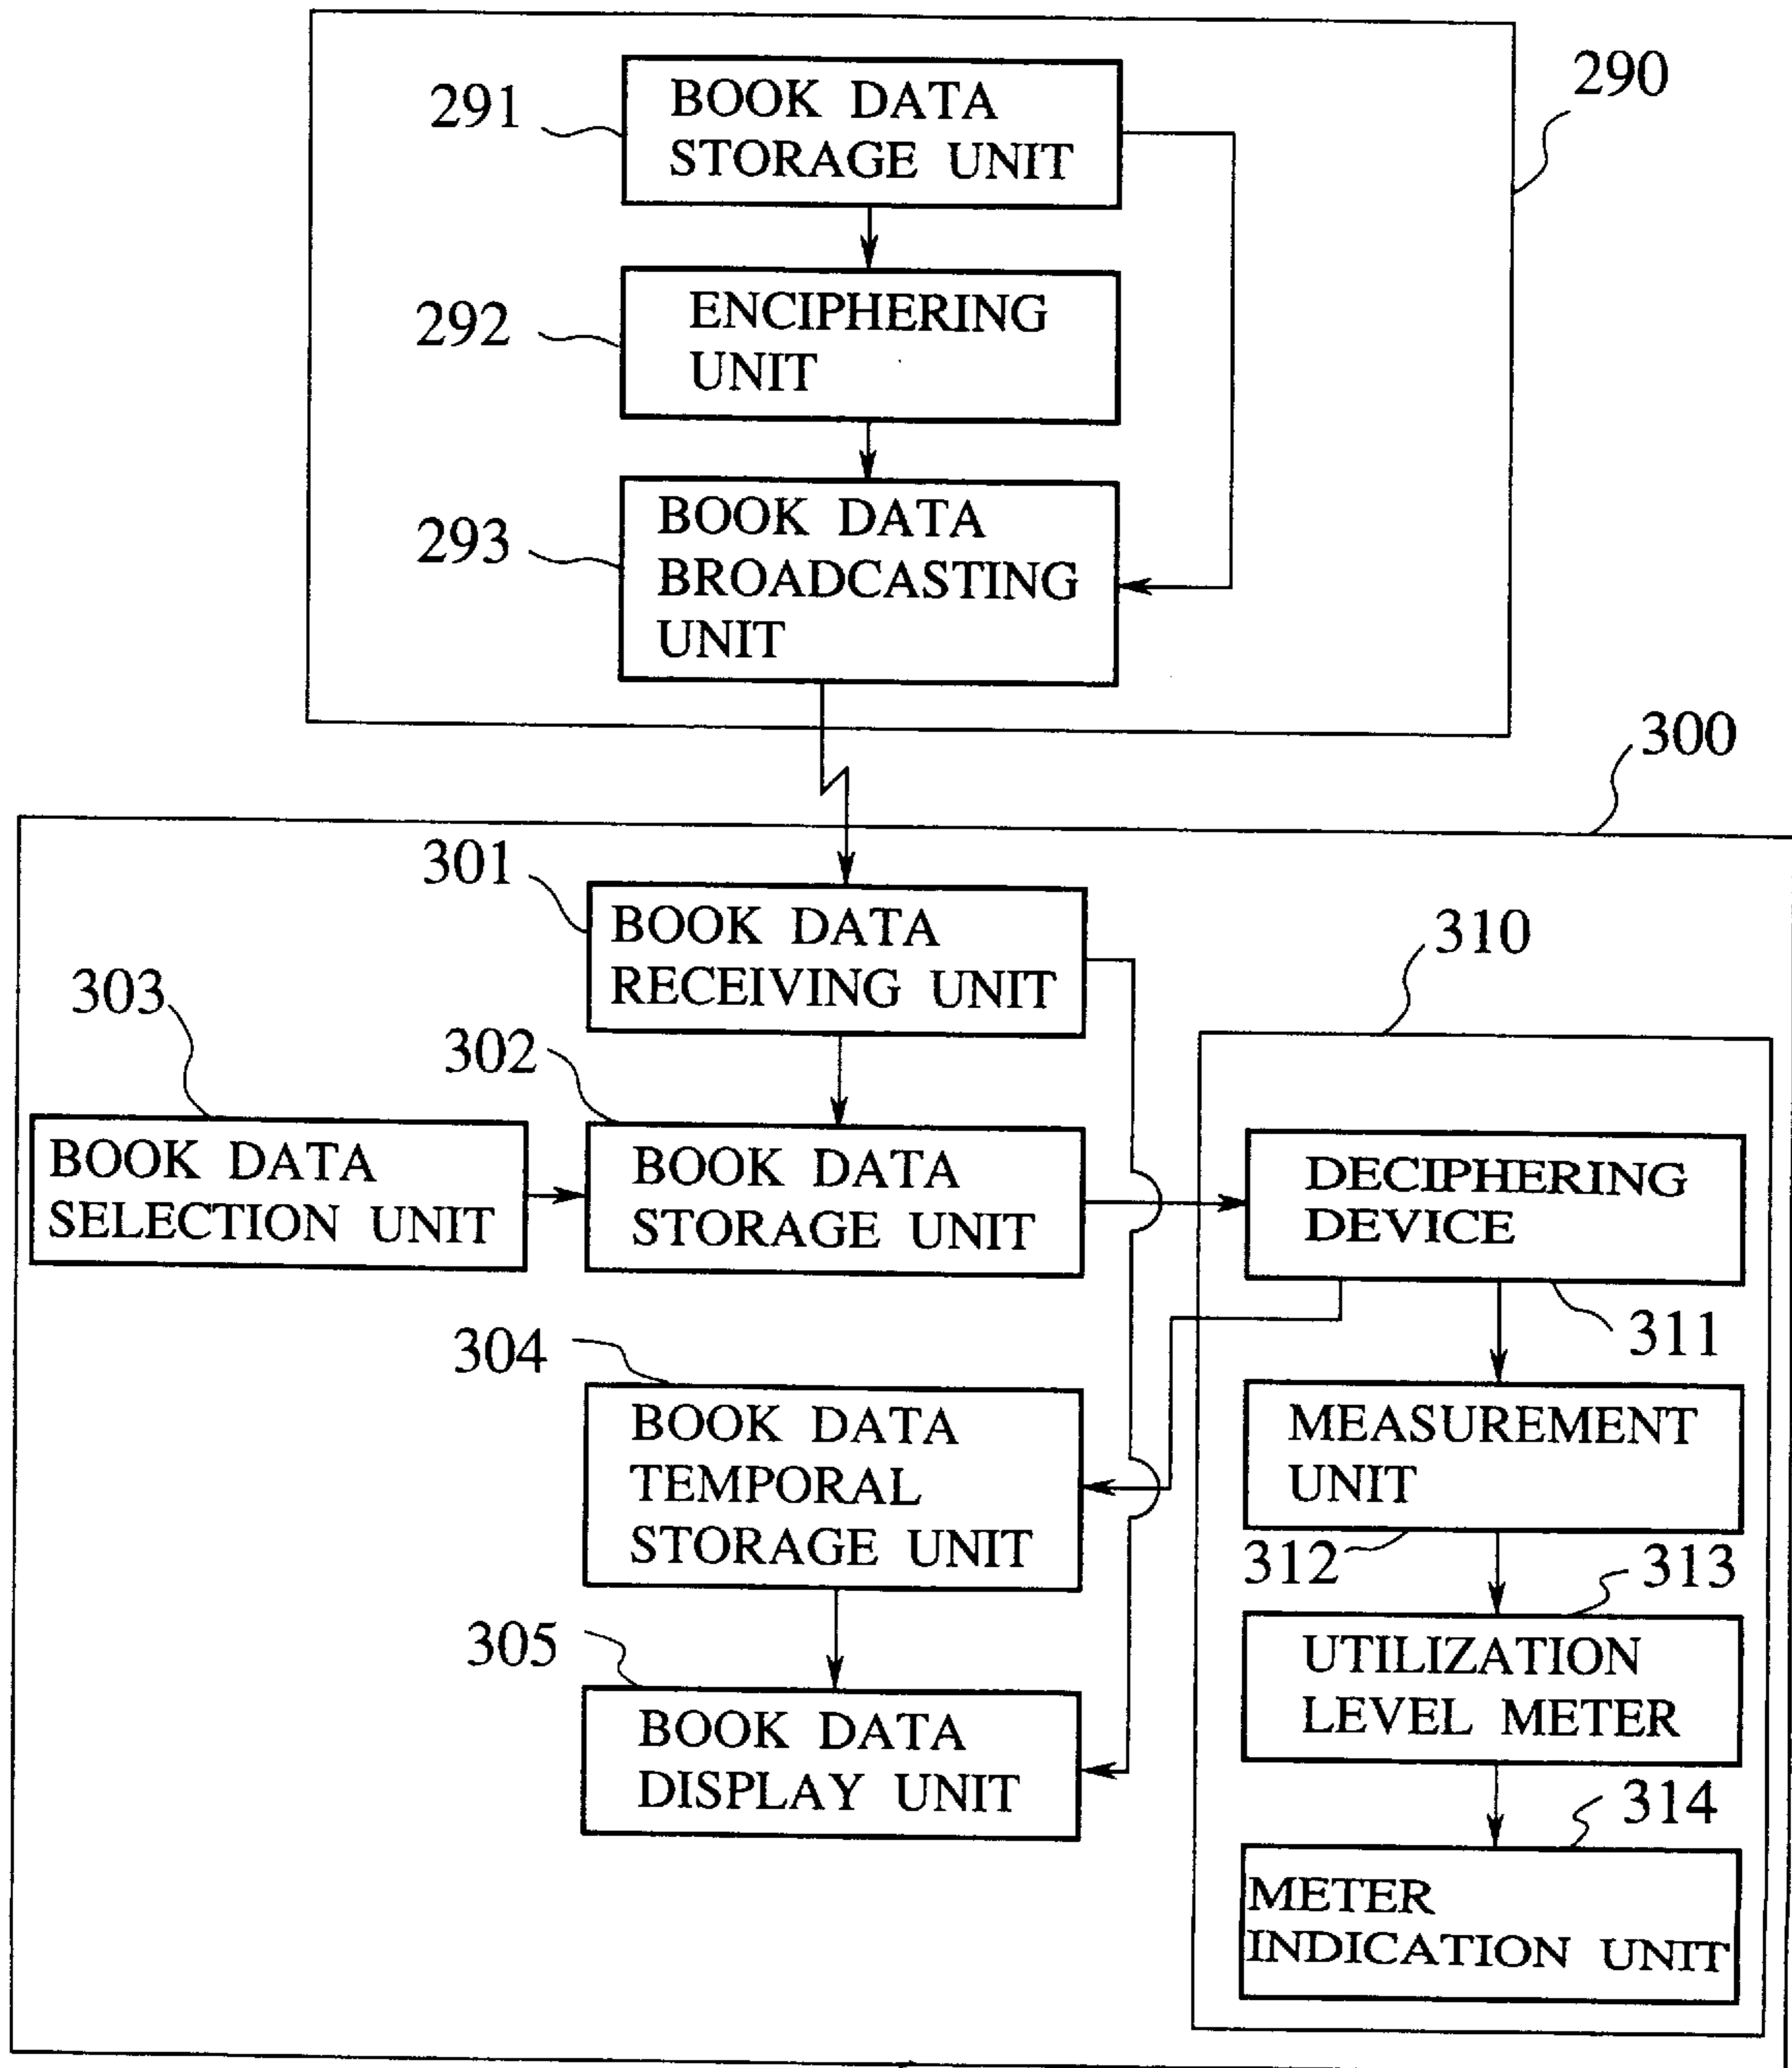 290
291
BOOK DATA
STORAGE UNIT
292
ENCIPHERING
UNIT
293
BOOK DATA
BROADCASTING
UNIT
300
301
BOOK DATA
RECEIVING UNIT
310
303
302
BOOK DATA
SELECTION UNIT
BOOK DATA
STORAGE UNIT
DECIPHERING
DEVICE
311
304
BOOK DATA
TEMPORAL
STORAGE UNIT
MEASUREMENT
UNIT
312
313
305
BOOK DATA
DISPLAY UNIT
UTILIZATION
LEVEL METER
314
METER
INDICATION UNIT